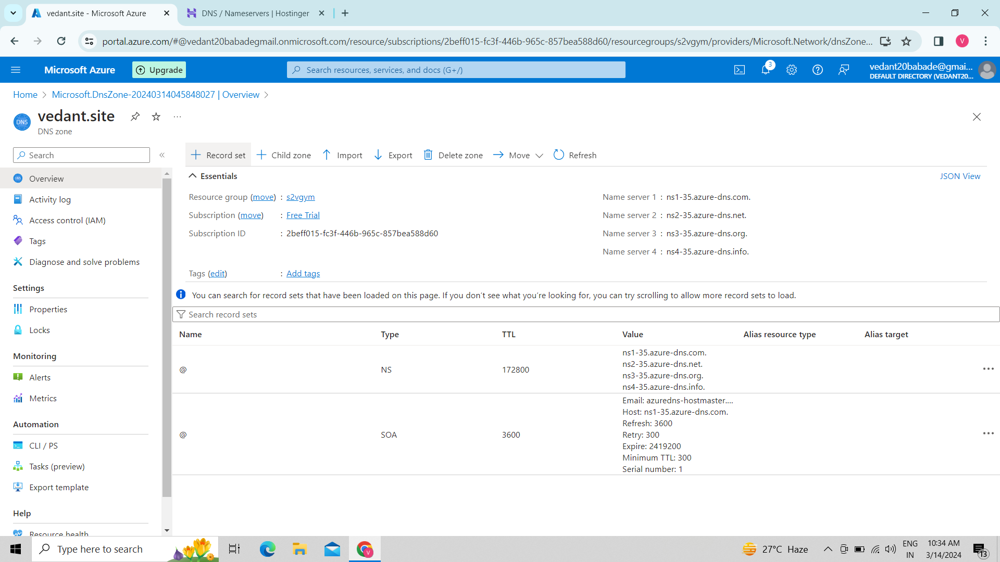 vedant.site - Microsoft Azure
DNS / Nameservers | Hostinger
portal.azure.com/#@vedant20babadegmail.onmicrosoft.com/resource/subscriptions/2beff015-fc3f-446b-965c-857bea588d60/resourcegroups/s2vgym/providers/Microsoft.Network/dnsZone...
V
Microsoft Azure
Upgrade
Search resources, services, and docs (G+/)
3
vedant20babade@gmai...
DEFAULT DIRECTORY (VEDANT20...
Home > Microsoft.DnsZone-20240314045848027 | Overview >
DNS
vedant.site
DNS zone
Search
Record set
Child zone
Import
Export
Delete zone
Move
Refresh
Overview
Activity log
Access control (IAM)
Tags
Diagnose and solve problems
Settings
Properties
Locks
Monitoring
Alerts
Metrics
Automation
CLI / PS
Tasks (preview)
Export template
Help
Resource health
Essentials
JSON View
Resource group (move) : s2vgym
Subscription (move) : Free Trial
Subscription ID : 2beff015-fc3f-446b-965c-857bea588d60
Name server 1 : ns1-35.azure-dns.com.
Name server 2 : ns2-35.azure-dns.net.
Name server 3 : ns3-35.azure-dns.org.
Name server 4 : ns4-35.azure-dns.info.
Tags (edit) : Add tags
You can search for record sets that have been loaded on this page. If you don't see what you're looking for, you can try scrolling to allow more record sets to load.
Search record sets
Name Type TTL Value Alias resource type Alias target
@ NS 172800
ns1-35.azure-dns.com.
ns2-35.azure-dns.net.
ns3-35.azure-dns.org.
ns4-35.azure-dns.info.
@ SOA 3600
Email: azuredns-hostmaster....
Host: ns1-35.azure-dns.com.
Refresh: 3600
Retry: 300
Expire: 2419200
Minimum TTL: 300
Serial number: 1
Type here to search
V
27°C Haze
ENG
IN
10:34 AM
3/14/2024
13